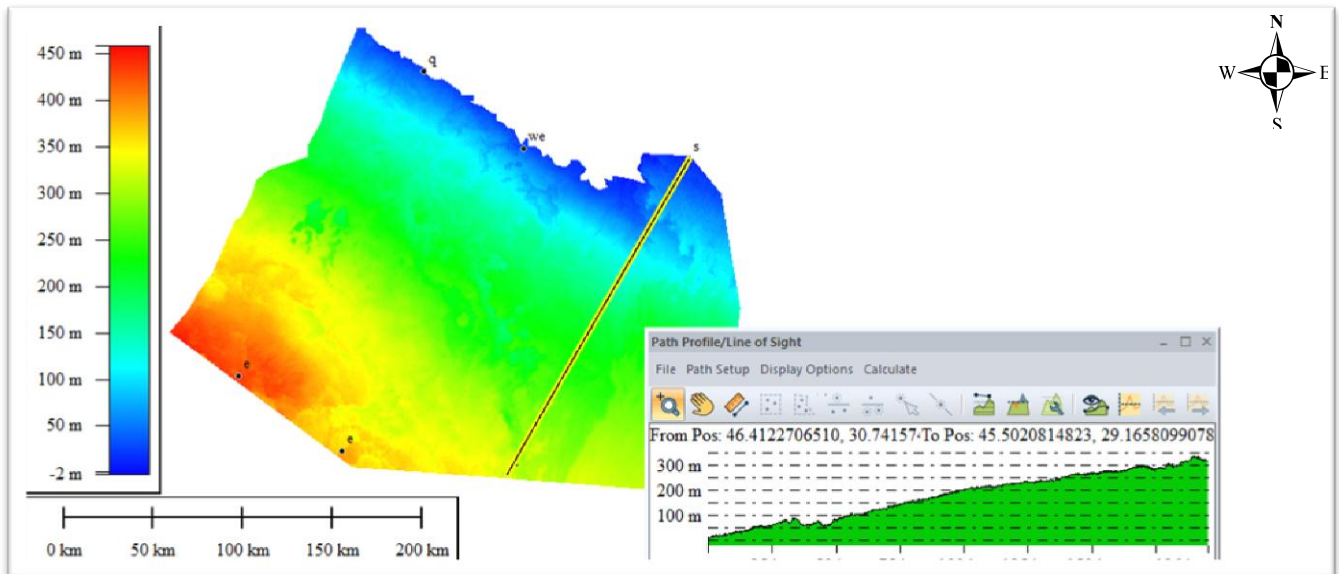 450 m
400 m
350 m
300 m
250 m
200 m
150 m
100 m
50 m
-2 m
0 km 50 km 100 km 150 km 200 km
q
we
s
e
e
N
W E
S
Path Profile/Line of Sight
File Path Setup Display Options Calculate
From Pos: 46.4122706510, 30.74157 To Pos: 45.5020814823, 29.1658099078
300 m
200 m
100 m